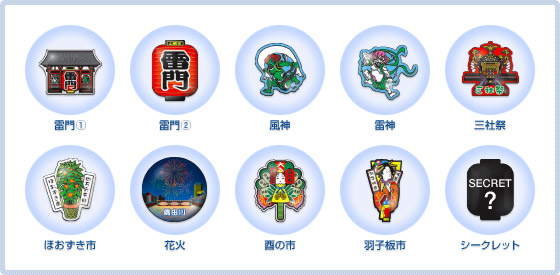 雷門
三社祭
雷門①
雷門②
風神
雷神
三社祭
隅田川
SECRET
?
ほおずき市
花火
酉の市
羽子板市
シークレット